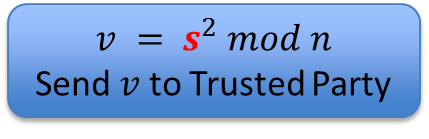 v = s² mod n
Send v to Trusted Party